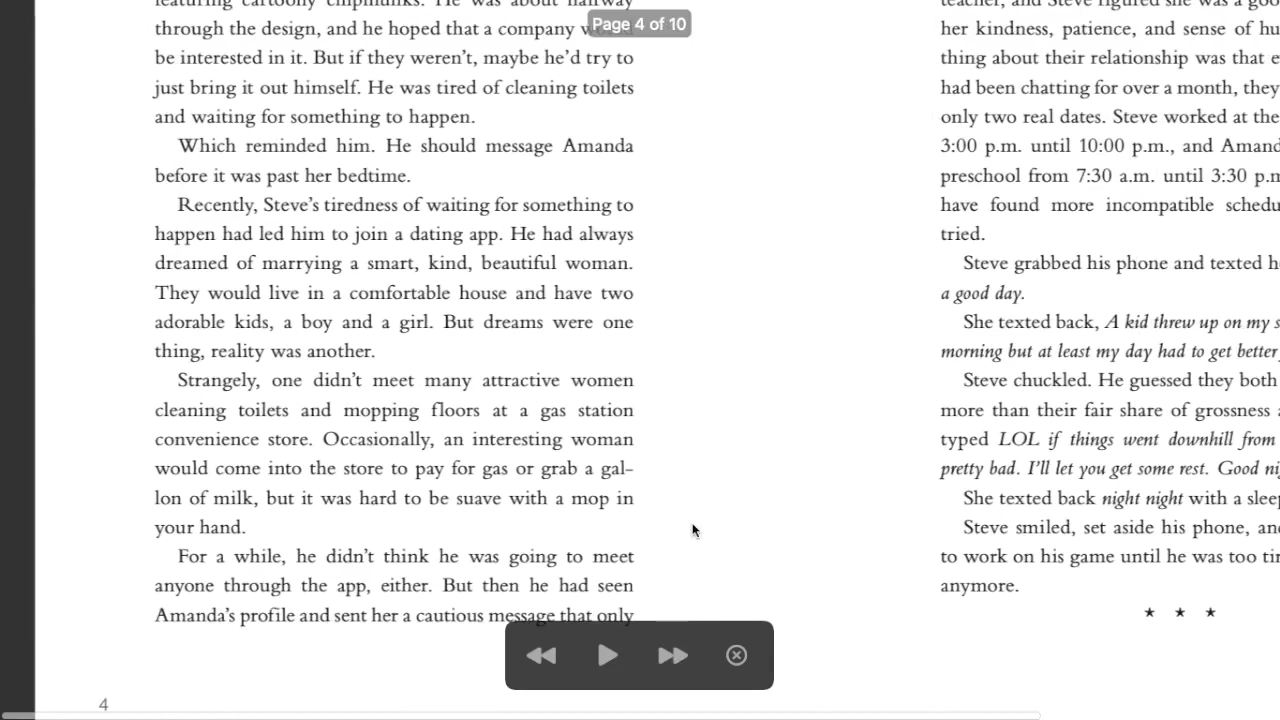 Page 4 of 10
featuring cartoony chipmunks. He was about halfway
through the design, and he hoped that a company would
be interested in it. But if they weren't, maybe he'd try to
just bring it out himself. He was tired of cleaning toilets
and waiting for something to happen.
Which reminded him. He should message Amanda
before it was past her bedtime.
Recently, Steve's tiredness of waiting for something to
happen had led him to join a dating app. He had always
dreamed of marrying a smart, kind, beautiful woman.
They would live in a comfortable house and have two
adorable kids, a boy and a girl. But dreams were one
thing, reality was another.
Strangely, one didn't meet many attractive women
cleaning toilets and mopping floors at a gas station
convenience store. Occasionally, an interesting woman
would come into the store to pay for gas or grab a gal-
lon of milk, but it was hard to be suave with a mop in
your hand.
For a while, he didn't think he was going to meet
anyone through the app, either. But then he had seen
Amanda's profile and sent her a cautious message that only
4
teacher, and Steve figured she was a
her kindness, patience, and sense of
thing about their relationship was that
had been chatting for over a month, they
only two real dates. Steve worked at the
3:00 p.m. until 10:00 p.m., and
preschool from 7:30 a.m. until 3:30
have found more incompatible
tried.
Steve grabbed his phone and texted
a good day.
She texted back, A kid threw up on my
morning but at least my day had to get better
Steve chuckled. He guessed they both
more than their fair share of grossness
typed LOL if things went downhill from
pretty bad. I'll let you get some rest. Good
She texted back night night with a
Steve smiled, set aside his phone,
to work on his game until he was too
anymore.
★ ★ ★